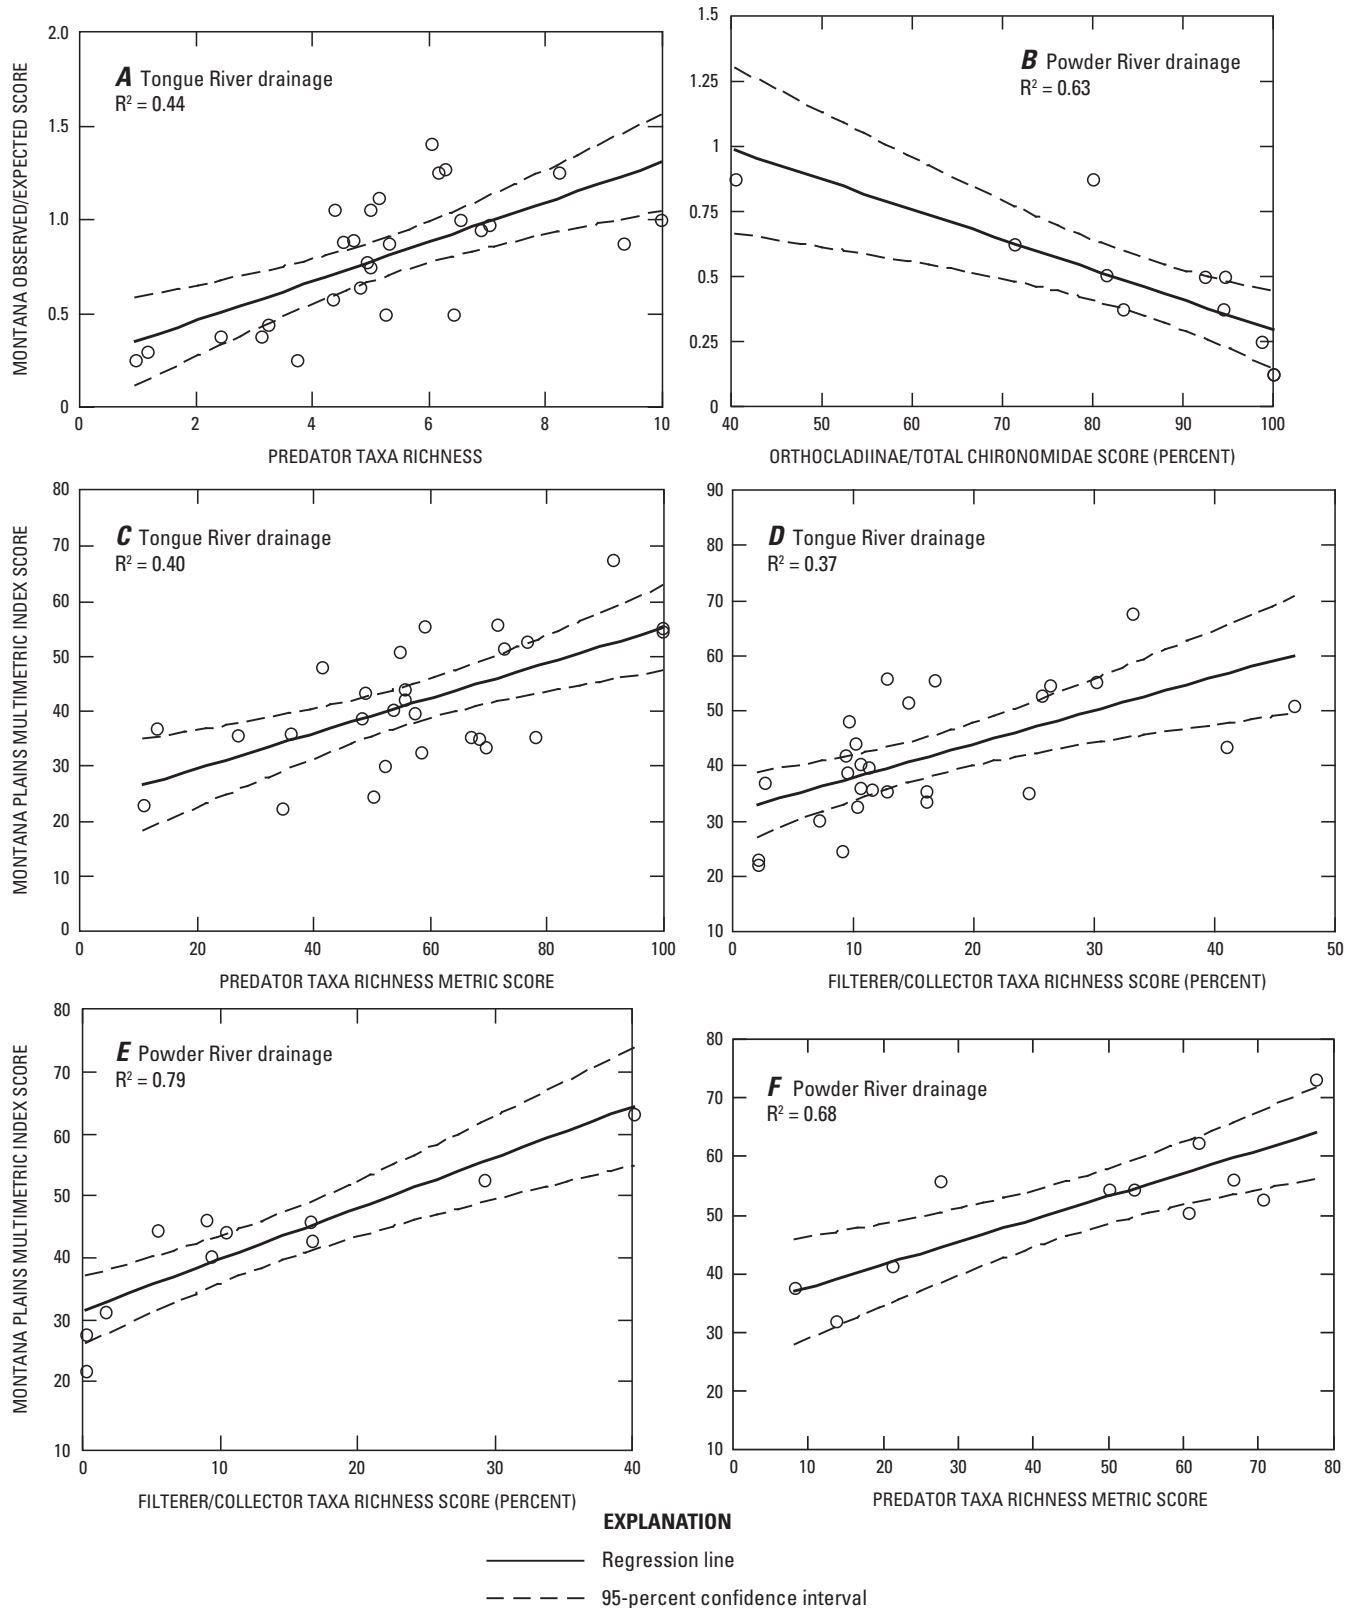 MONTANA OBSERVED/EXPECTED SCORE
2.0
1.5
1.0
0.5
0
A Tongue River drainage
R² = 0.44
0 2 4 6 8 10
PREDATOR TAXA RICHNESS
1.5
1.25
1
0.75
0.5
0.25
0
B Powder River drainage
R² = 0.63
40 50 60 70 80 90 100
ORTHOCLADIINAE/TOTAL CHIRONOMIDAE SCORE (PERCENT)
MONTANA PLAINS MULTIMETRIC INDEX SCORE
80
70
60
50
40
30
20
10
0
C Tongue River drainage
R² = 0.40
0 20 40 60 80 100
PREDATOR TAXA RICHNESS METRIC SCORE
90
80
70
60
50
40
30
20
10
D Tongue River drainage
R² = 0.37
0 10 20 30 40 50
FILTERER/COLLECTOR TAXA RICHNESS SCORE (PERCENT)
MONTANA PLAINS MULTIMETRIC INDEX SCORE
80
70
60
50
40
30
20
10
E Powder River drainage
R² = 0.79
0 10 20 30 40
FILTERER/COLLECTOR TAXA RICHNESS SCORE (PERCENT)
80
70
60
50
40
30
20
10
F Powder River drainage
R² = 0.68
0 10 20 30 40 50 60 70 80
PREDATOR TAXA RICHNESS METRIC SCORE
EXPLANATION
Regression line
95-percent confidence interval